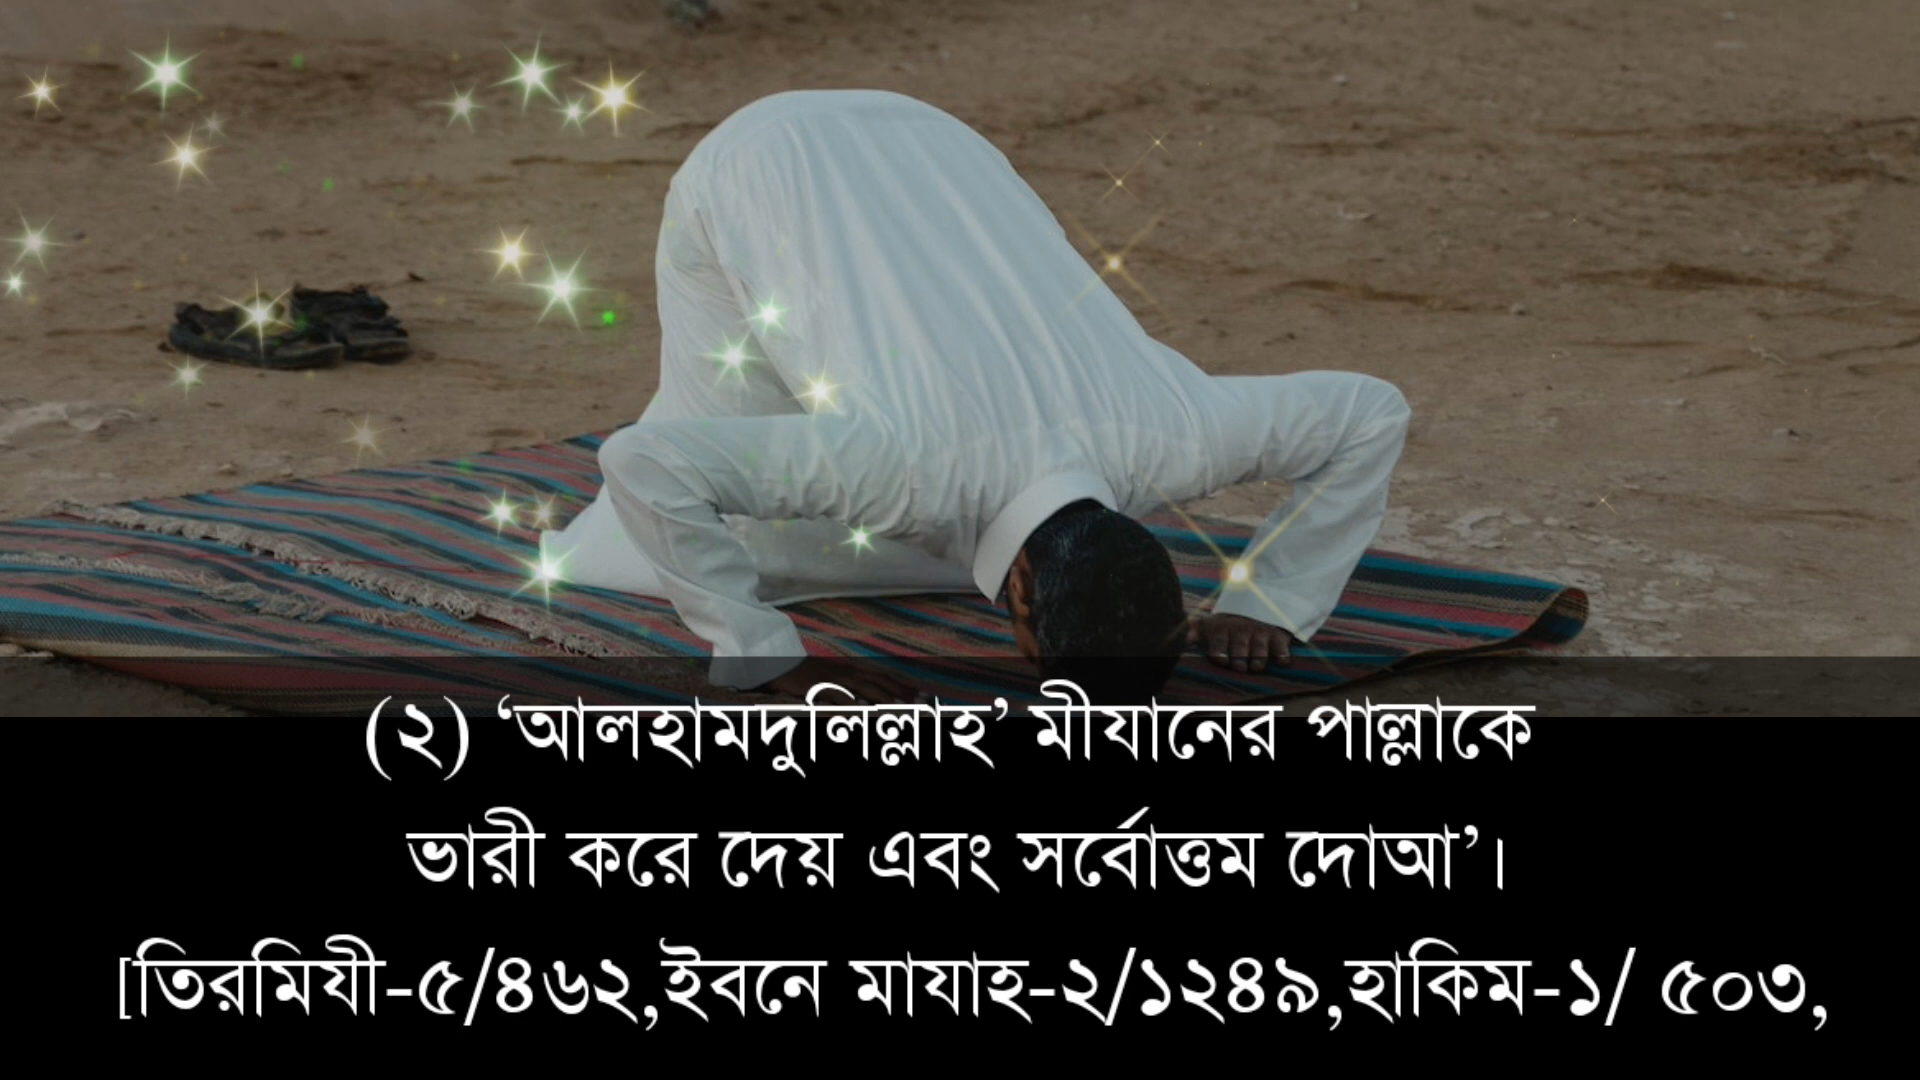 (২) ‘আলহামদুলিল্লাহ’ মীযানের পাল্লাকে
ভারী করে দেয় এবং সর্বোত্তম দোআ’।
[তিরমিযী-৫/৪৬২,ইবনে মাযাহ-২/১২৪৯,হাকিম-১/ ৫০৩,